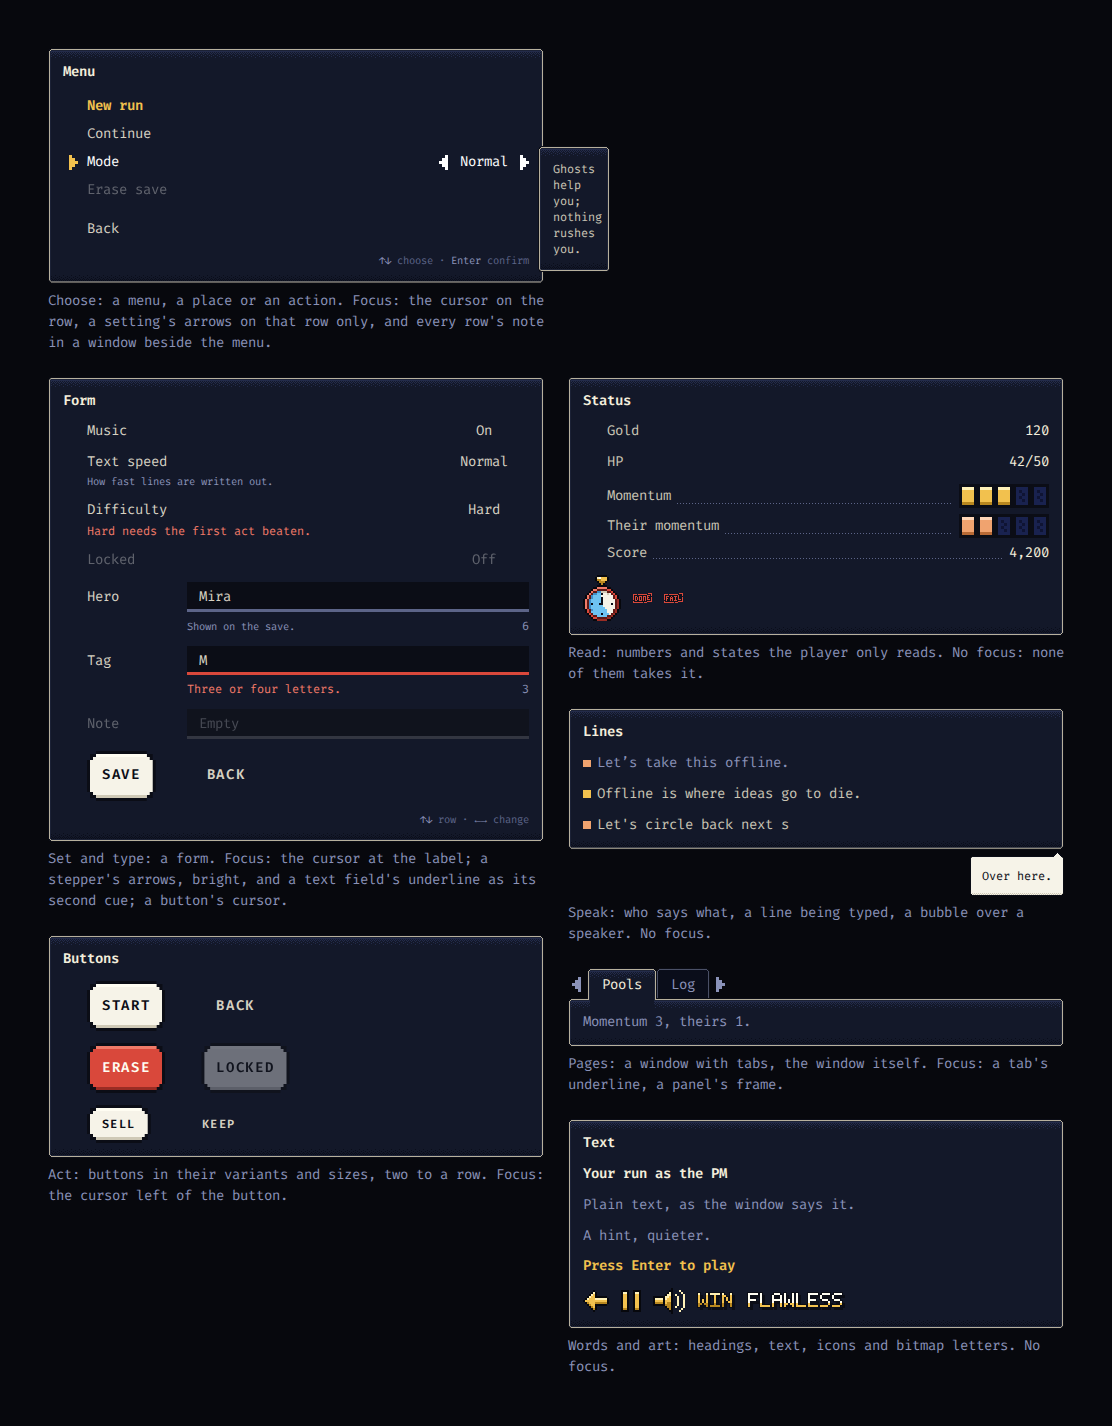 Menu
New run
Continue
Mode
Normal
Erase save
Back
↑↓ choose · Enter confirm
Ghosts
help
you;
nothing
rushes
you.
Choose: a menu, a place or an action. Focus: the cursor on the
row, a setting's arrows on that row only, and every row's note
in a window beside the menu.
Form
Music On
Text speed Normal
How fast lines are written out.
Difficulty Hard
Hard needs the first act beaten.
Locked Off
Hero Mira
Shown on the save. 6
Tag M
Three or four letters. 3
Note Empty
SAVE BACK
↑↓ row · ←→ change
Set and type: a form. Focus: the cursor at the label; a
stepper's arrows, bright, and a text field's underline as its
second cue; a button's cursor.
Buttons
START BACK
ERASE LOCKED
SELL KEEP
Act: buttons in their variants and sizes, two to a row. Focus:
the cursor left of the button.
Status
Gold 120
HP 42/50
Momentum
Their momentum
Score 4,200
DONE FAIL
Read: numbers and states the player only reads. No focus: none
of them takes it.
Lines
Let’s take this offline.
Offline is where ideas go to die.
Let's circle back next s
Over here.
Speak: who says what, a line being typed, a bubble over a
speaker. No focus.
Pools Log
Momentum 3, theirs 1.
Pages: a window with tabs, the window itself. Focus: a tab's
underline, a panel's frame.
Text
Your run as the PM
Plain text, as the window says it.
A hint, quieter.
Press Enter to play
WIN FLAWLESS
Words and art: headings, text, icons and bitmap letters. No
focus.